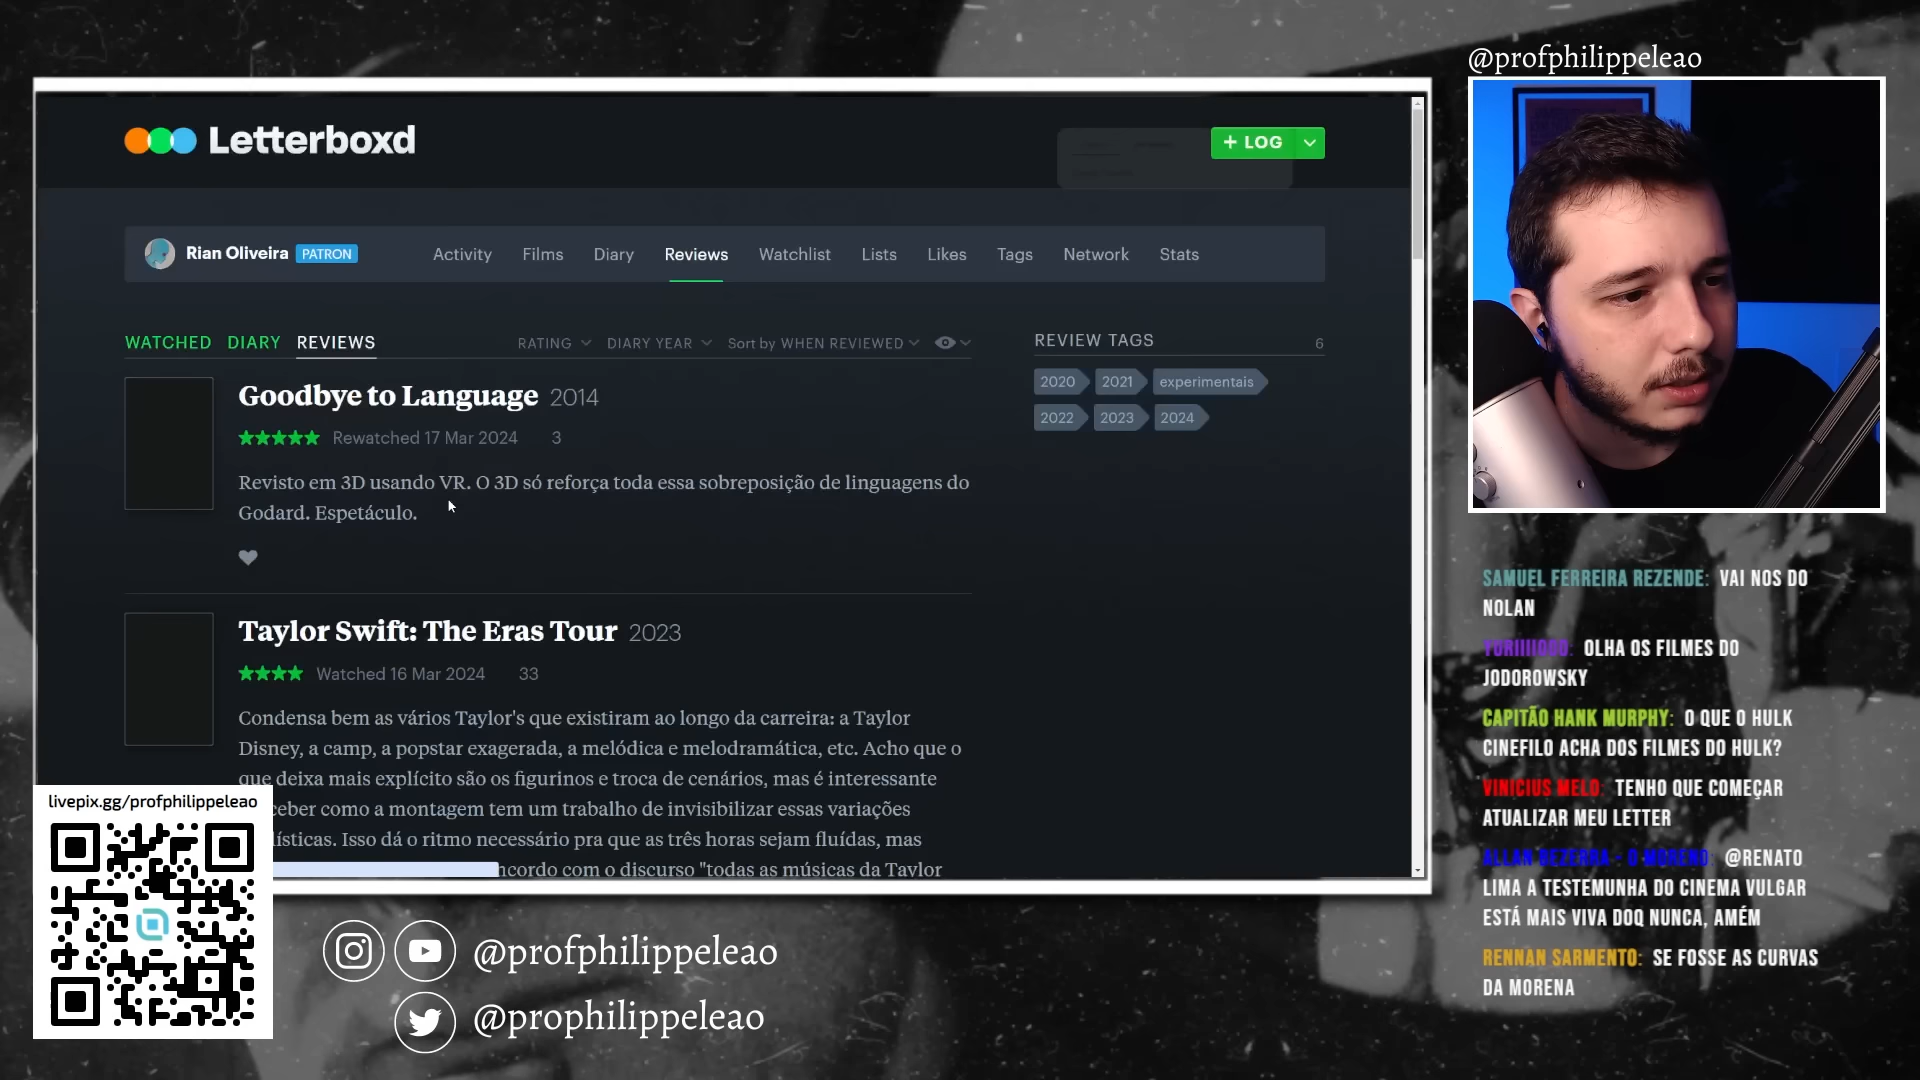 @profphilippeleao
Letterboxd
+ LOG
Rian Oliveira PATRON Activity Films Diary Reviews Watchlist Lists Likes Tags Network Stats
WATCHED DIARY REVIEWS RATING DIARY YEAR Sort by WHEN REVIEWED
REVIEW TAGS 6
2020 2021 experimentais
2022 2023 2024
Goodbye to Language 2014
★★★★★ Rewatched 17 Mar 2024 3
Revisto em 3D usando VR. O 3D só reforça toda essa sobreposição de linguagens do
Godard. Espetáculo.
Taylor Swift: The Eras Tour 2023
★★★★ Watched 16 Mar 2024 33
Condensa bem as vários Taylor's que existiram ao longo da carreira: a Taylor
Disney, a camp, a popstar exagerada, a melódica e melodramática, etc. Acho que o
que deixa mais explícito são os figurinos e troca de cenários, mas é interessante
ceber como a montagem tem um trabalho de invisibilizar essas variações
lísticas. Isso dá o ritmo necessário pra que as três horas sejam fluídas, mas
ncordo com o discurso "todas as músicas da Taylor
livepix.gg/profphilippeleao
@profphilippeleao
@prophilippeleao
SAMUEL FERREIRA REZENDE: VAI NOS DO
NOLAN
YURIIIIOOO: OLHA OS FILMES DO
JODOROWSKY
CAPITÃO HANK MURPHY: O QUE O HULK
CINEFILO ACHA DOS FILMES DO HULK?
VINICIUS MELO: TENHO QUE COMEÇAR
ATUALIZAR MEU LETTER
ALLAN BEZERRA - O MORENO: @RENATO
LIMA A TESTEMUNHA DO CINEMA VULGAR
ESTÁ MAIS VIVA DOQ NUNCA, AMÉM
RENNAN SARMENTO: SE FOSSE AS CURVAS
DA MORENA